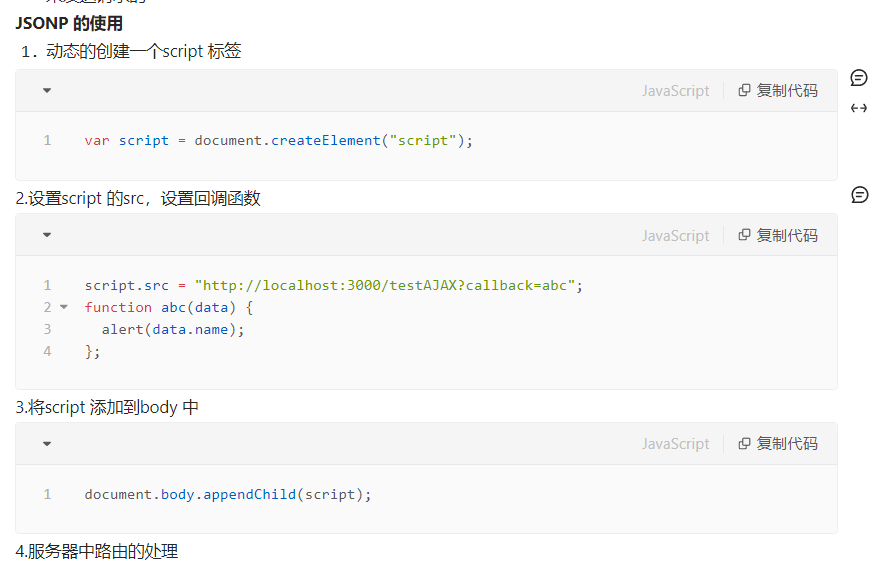 JSONP 的使用
1. 动态的创建一个script 标签
JavaScript 复制代码
1 var script = document.createElement("script");
2.设置script 的src，设置回调函数
JavaScript 复制代码
1 script.src = "http://localhost:3000/testAJAX?callback=abc";
2 function abc(data) {
3 alert(data.name);
4 };
3.将script 添加到body 中
JavaScript 复制代码
1 document.body.appendChild(script);
4.服务器中路由的处理